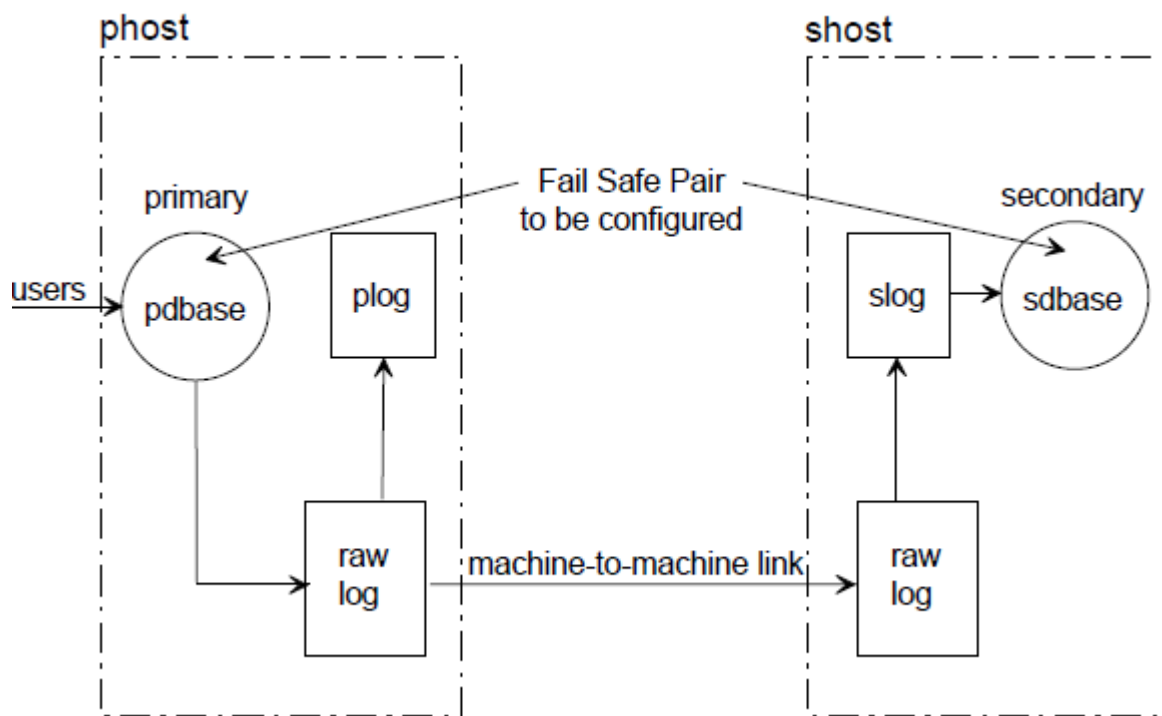 phost
shost
Fail Safe Pair
to be configured
primary
secondary
users
pdbase
plog
slog
sdbase
raw
log
machine-to-machine link
raw
log